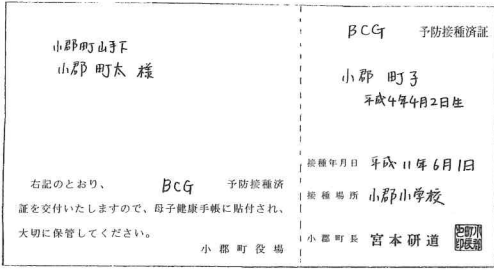 小郡町山手下
小郡 町太 様
右記のとおり、 BCG 予防接種済
証を交付いたしますので、母子健康手帳に貼付され、
大切に保管してください。
小郡町役場
BCG 予防接種済証
小郡 町子
平成4年4月2日生
接種年月日 平成11年6月1日
接種場所 小郡小学校
小郡町長 宮本研道